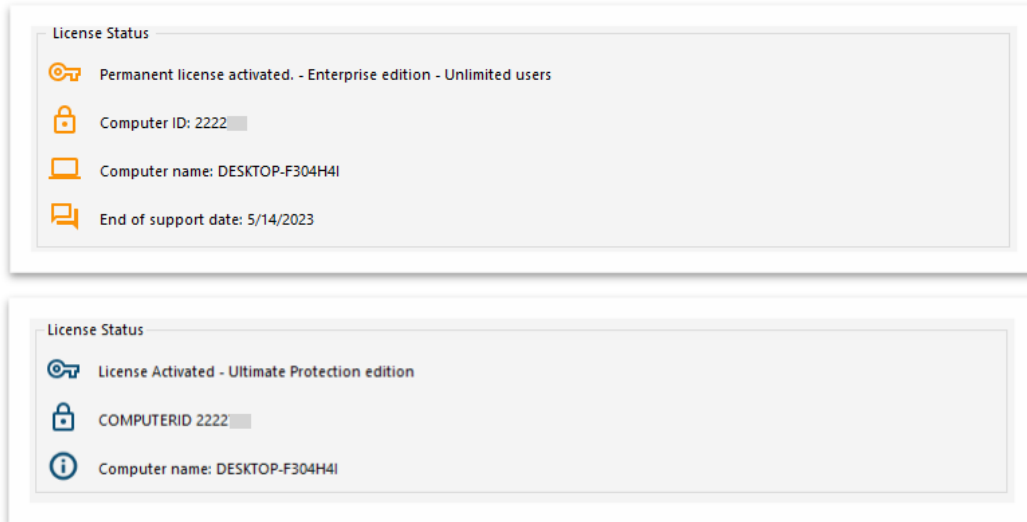 License Status
Permanent license activated. - Enterprise edition - Unlimited users
Computer ID: 2222
Computer name: DESKTOP-F304H4I
End of support date: 5/14/2023
License Status
License Activated - Ultimate Protection edition
COMPUTERID 2222
Computer name: DESKTOP-F304H4I